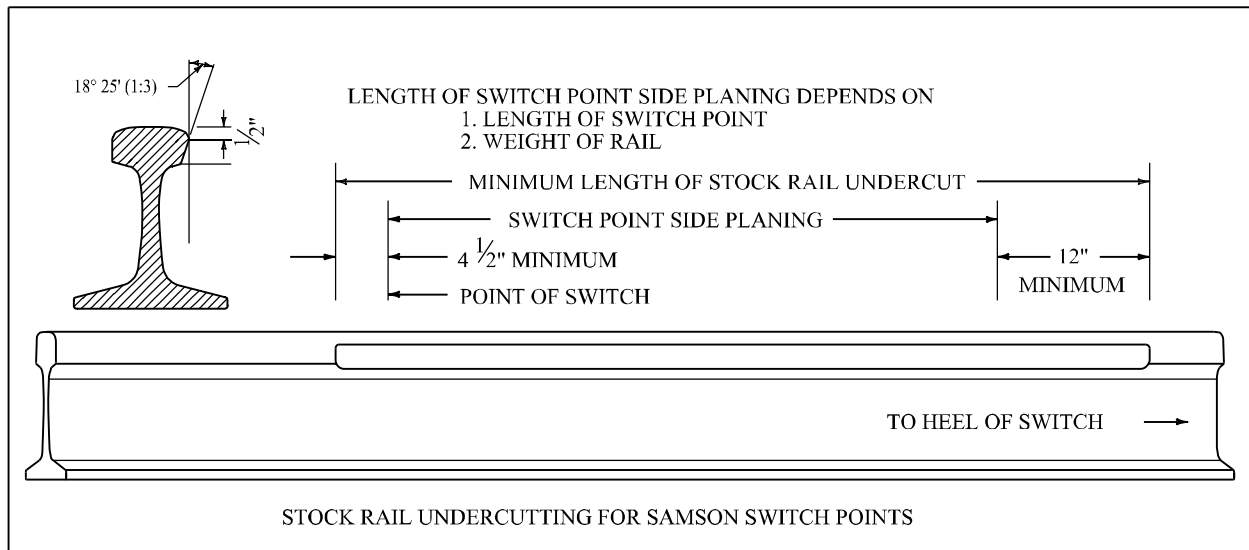 18° 25' (1:3)
1/2"
LENGTH OF SWITCH POINT SIDE PLANING DEPENDS ON
1. LENGTH OF SWITCH POINT
2. WEIGHT OF RAIL
MINIMUM LENGTH OF STOCK RAIL UNDERCUT
SWITCH POINT SIDE PLANING
4 1/2" MINIMUM
12"
MINIMUM
POINT OF SWITCH
TO HEEL OF SWITCH
STOCK RAIL UNDERCUTTING FOR SAMSON SWITCH POINTS